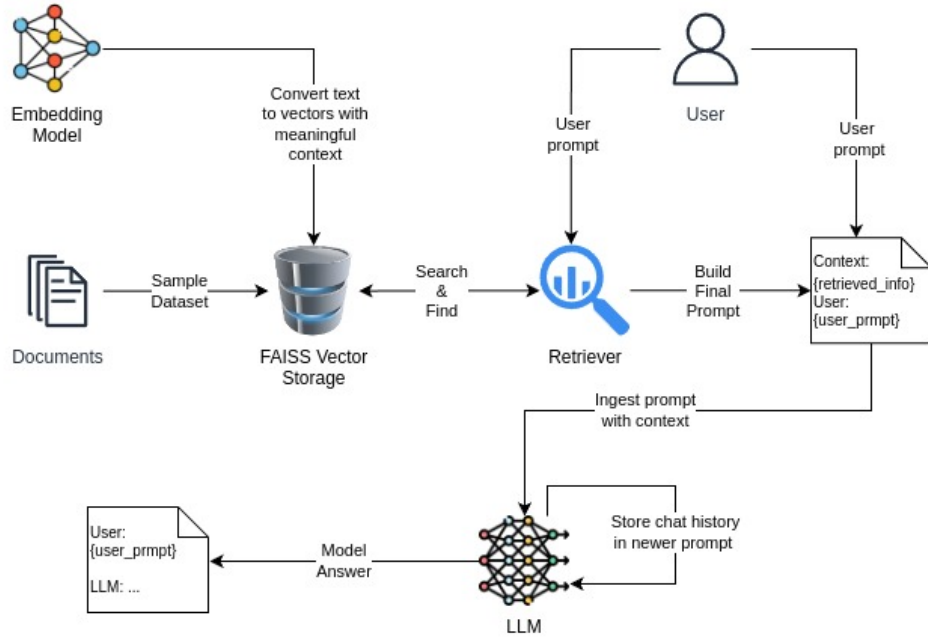 Embedding
Model
Convert text
to vectors with
meaningful
context
User
User
prompt
User
prompt
Documents
Sample
Dataset
FAISS Vector
Storage
Search
&
Find
Retriever
Build
Final
Prompt
Context:
{retrieved_info}
User:
{user_prmpt}
Ingest prompt
with context
Store chat history
in newer prompt
LLM
Model
Answer
User:
{user_prmpt}
LLM: ...